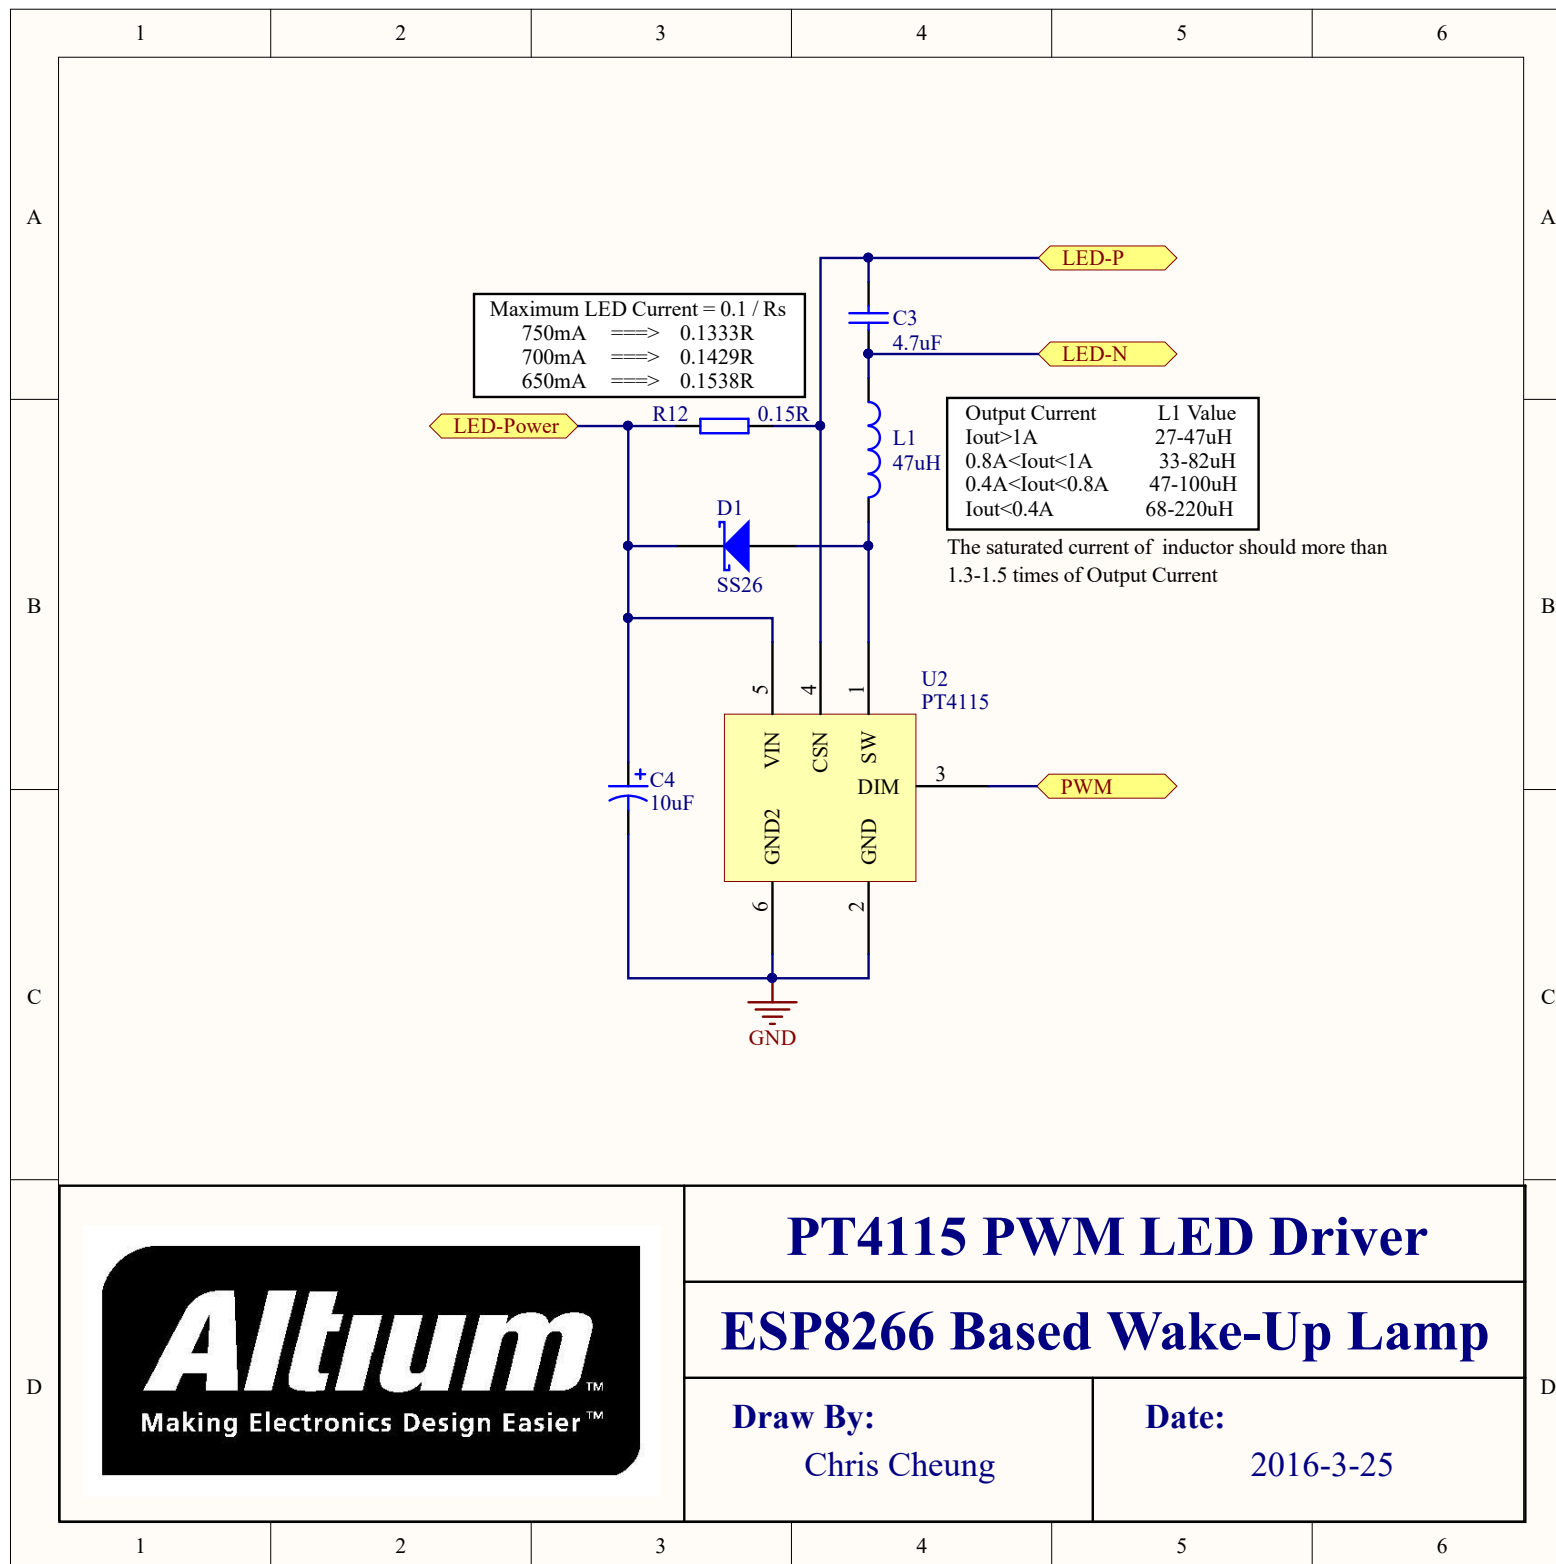 1 2 3 4 5 6
A A
LED-P
C3
4.7uF
LED-N
Maximum LED Current = 0.1 / Rs
750mA ===> 0.1333R
700mA ===> 0.1429R
650mA ===> 0.1538R
LED-Power
R12 0.15R
L1
47uH
Output Current L1 Value
Iout>1A 27-47uH
0.8A<Iout<1A 33-82uH
0.4A<Iout<0.8A 47-100uH
Iout<0.4A 68-220uH
The saturated current of inductor should more than
1.3-1.5 times of Output Current
D1
SS26
B B
U2
PT4115
5 4 1
VIN CSN SW
DIM 3
PWM
+ C4
10uF
GND2 GND
6 2
C C
GND
PT4115 PWM LED Driver
ESP8266 Based Wake-Up Lamp
Altium TM
Making Electronics Design Easier TM
D D
Draw By:
Chris Cheung
Date:
2016-3-25
1 2 3 4 5 6